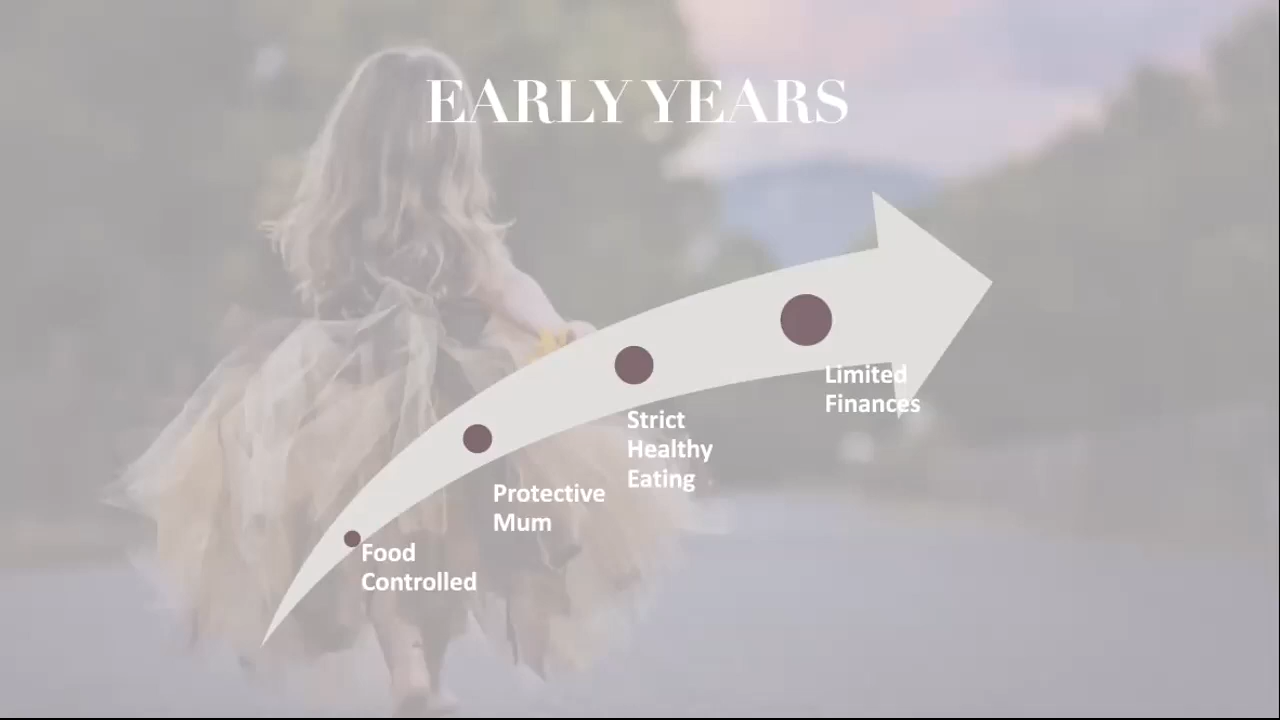 EARLY YEARS
Food
Controlled
Protective
Mum
Strict
Healthy
Eating
Limited
Finances